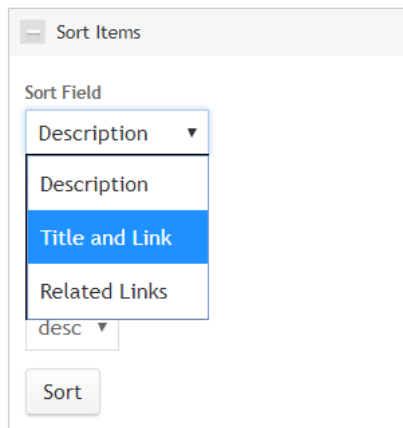 Sort Items
Sort Field
Description
Description
Title and Link
Related Links
desc
Sort